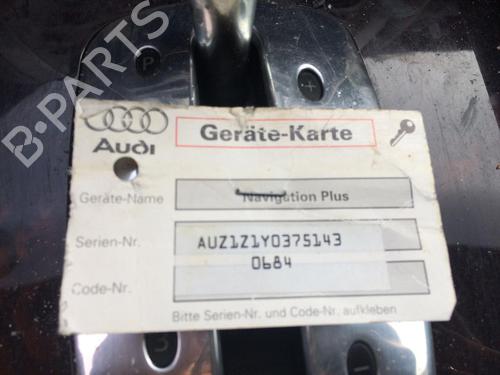 P
+
Audi
Geräte-Karte
Geräte-Name Navigation Plus
Serien-Nr. AUZ1Z1Y0375143
0684
Code-Nr.
Bitte Serien-Nr. und Code-Nr. aufkleben
S
-
B-PARTS